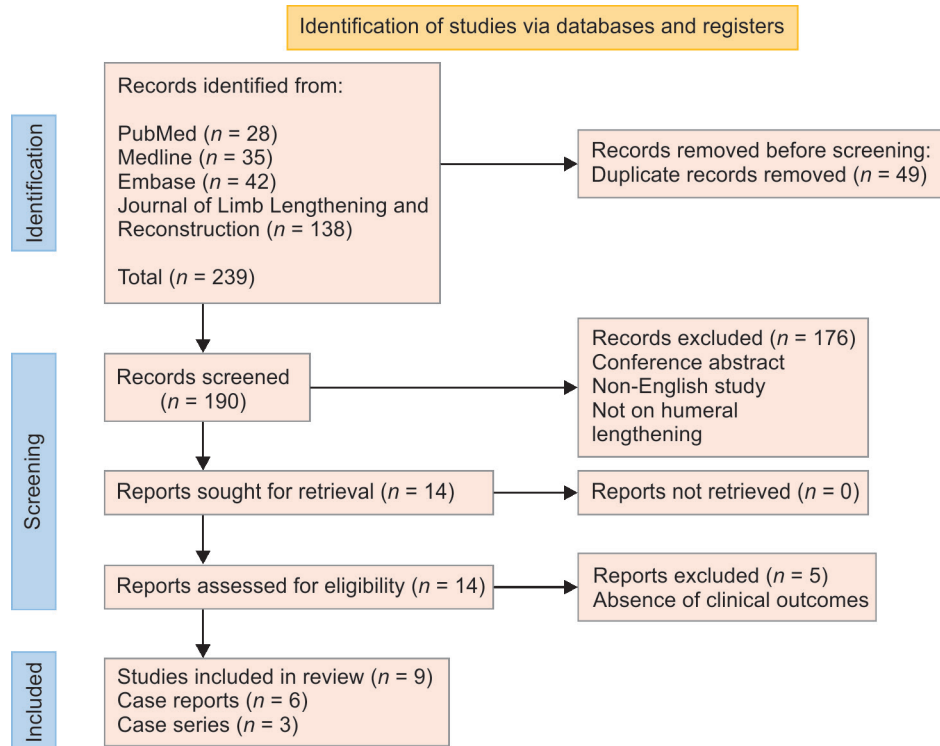 Identification of studies via databases and registers
Identification
Records identified from:
PubMed (n = 28)
Medline (n = 35)
Embase (n = 42)
Journal of Limb Lengthening and
Reconstruction (n = 138)
Total (n = 239)
Records removed before screening:
Duplicate records removed (n = 49)
Screening
Records screened
(n = 190)
Records excluded (n = 176)
Conference abstract
Non-English study
Not on humeral
lengthening
Reports sought for retrieval (n = 14)
Reports not retrieved (n = 0)
Reports assessed for eligibility (n = 14)
Reports excluded (n = 5)
Absence of clinical outcomes
Included
Studies included in review (n = 9)
Case reports (n = 6)
Case series (n = 3)